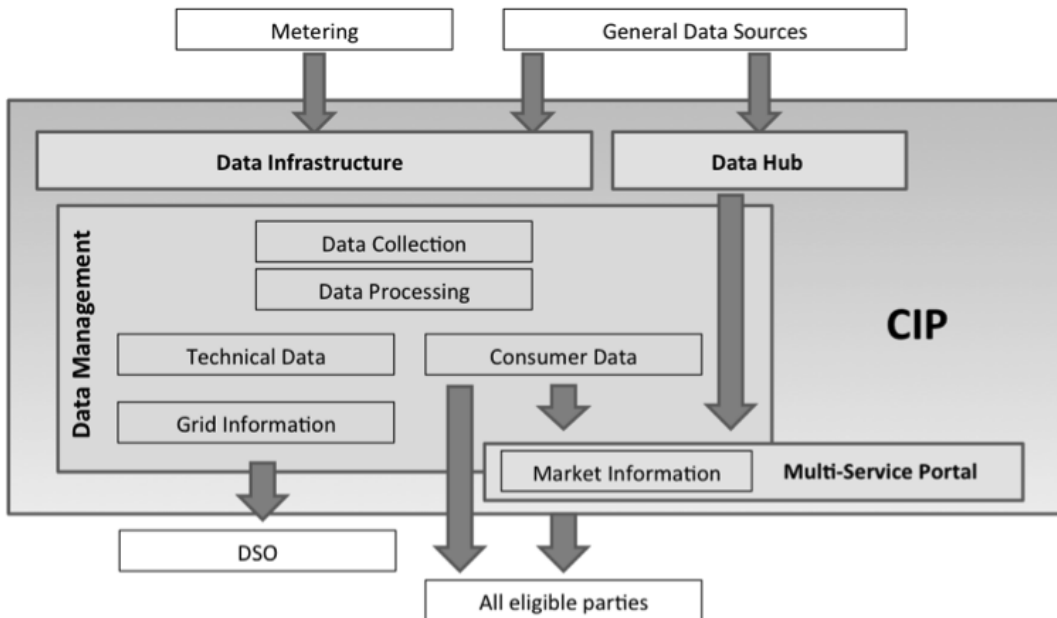 Metering
General Data Sources
Data Infrastructure
Data Hub
Data Management
Data Collection
Data Processing
CIP
Technical Data
Consumer Data
Grid Information
Market Information
Multi-Service Portal
DSO
All eligible parties